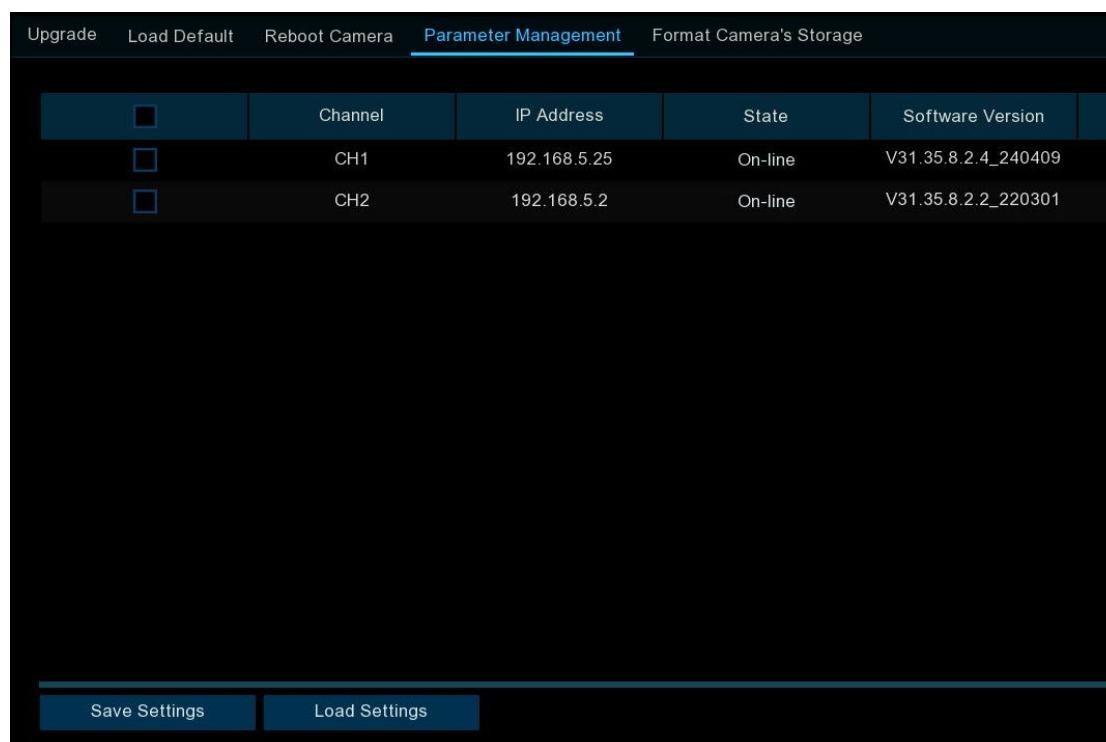 Upgrade Load Default Reboot Camera Parameter Management Format Camera's Storage
Channel IP Address State Software Version
CH1 192.168.5.25 On-line V31.35.8.2.4_240409
CH2 192.168.5.2 On-line V31.35.8.2.2_220301
Save Settings Load Settings